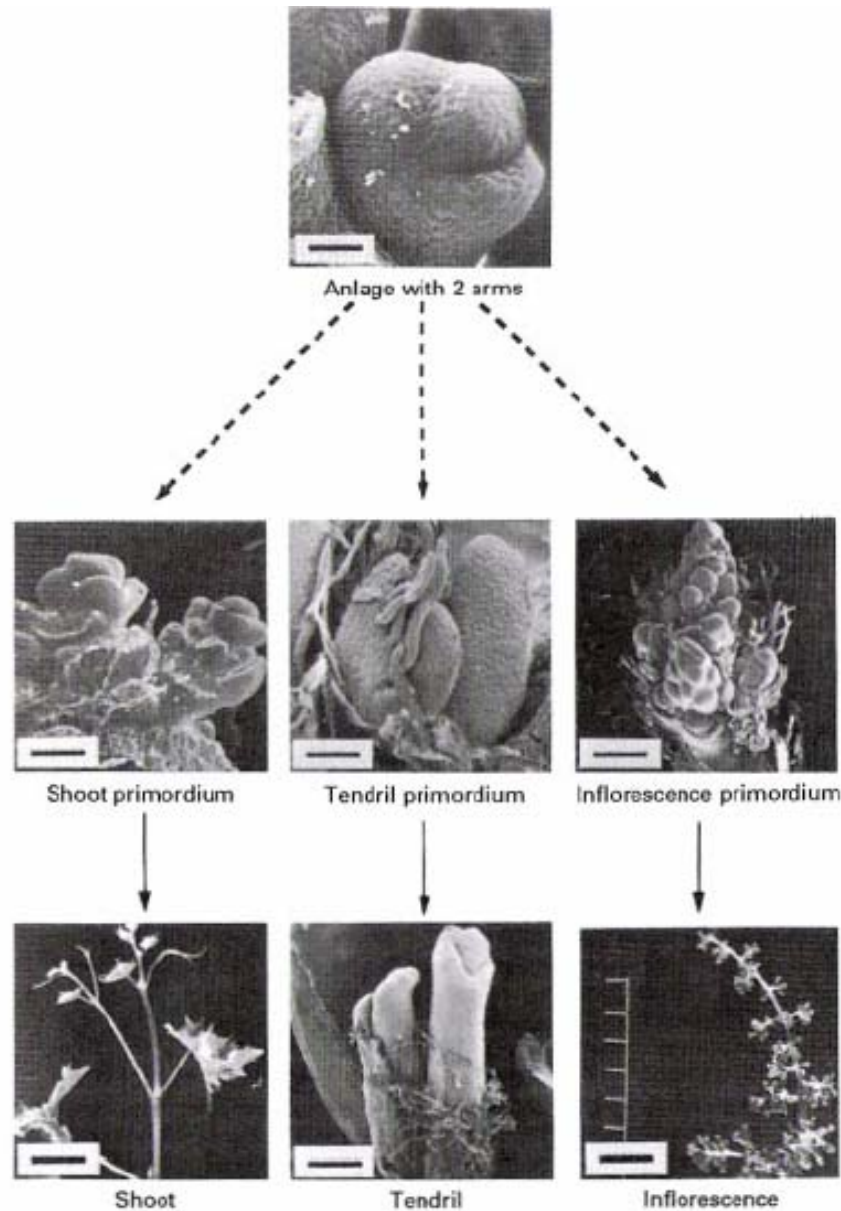 Anlage with 2 arms
Shoot primordium
Tendril primordium
Inflorescence primordium
Shoot
Tendril
Inflorescence